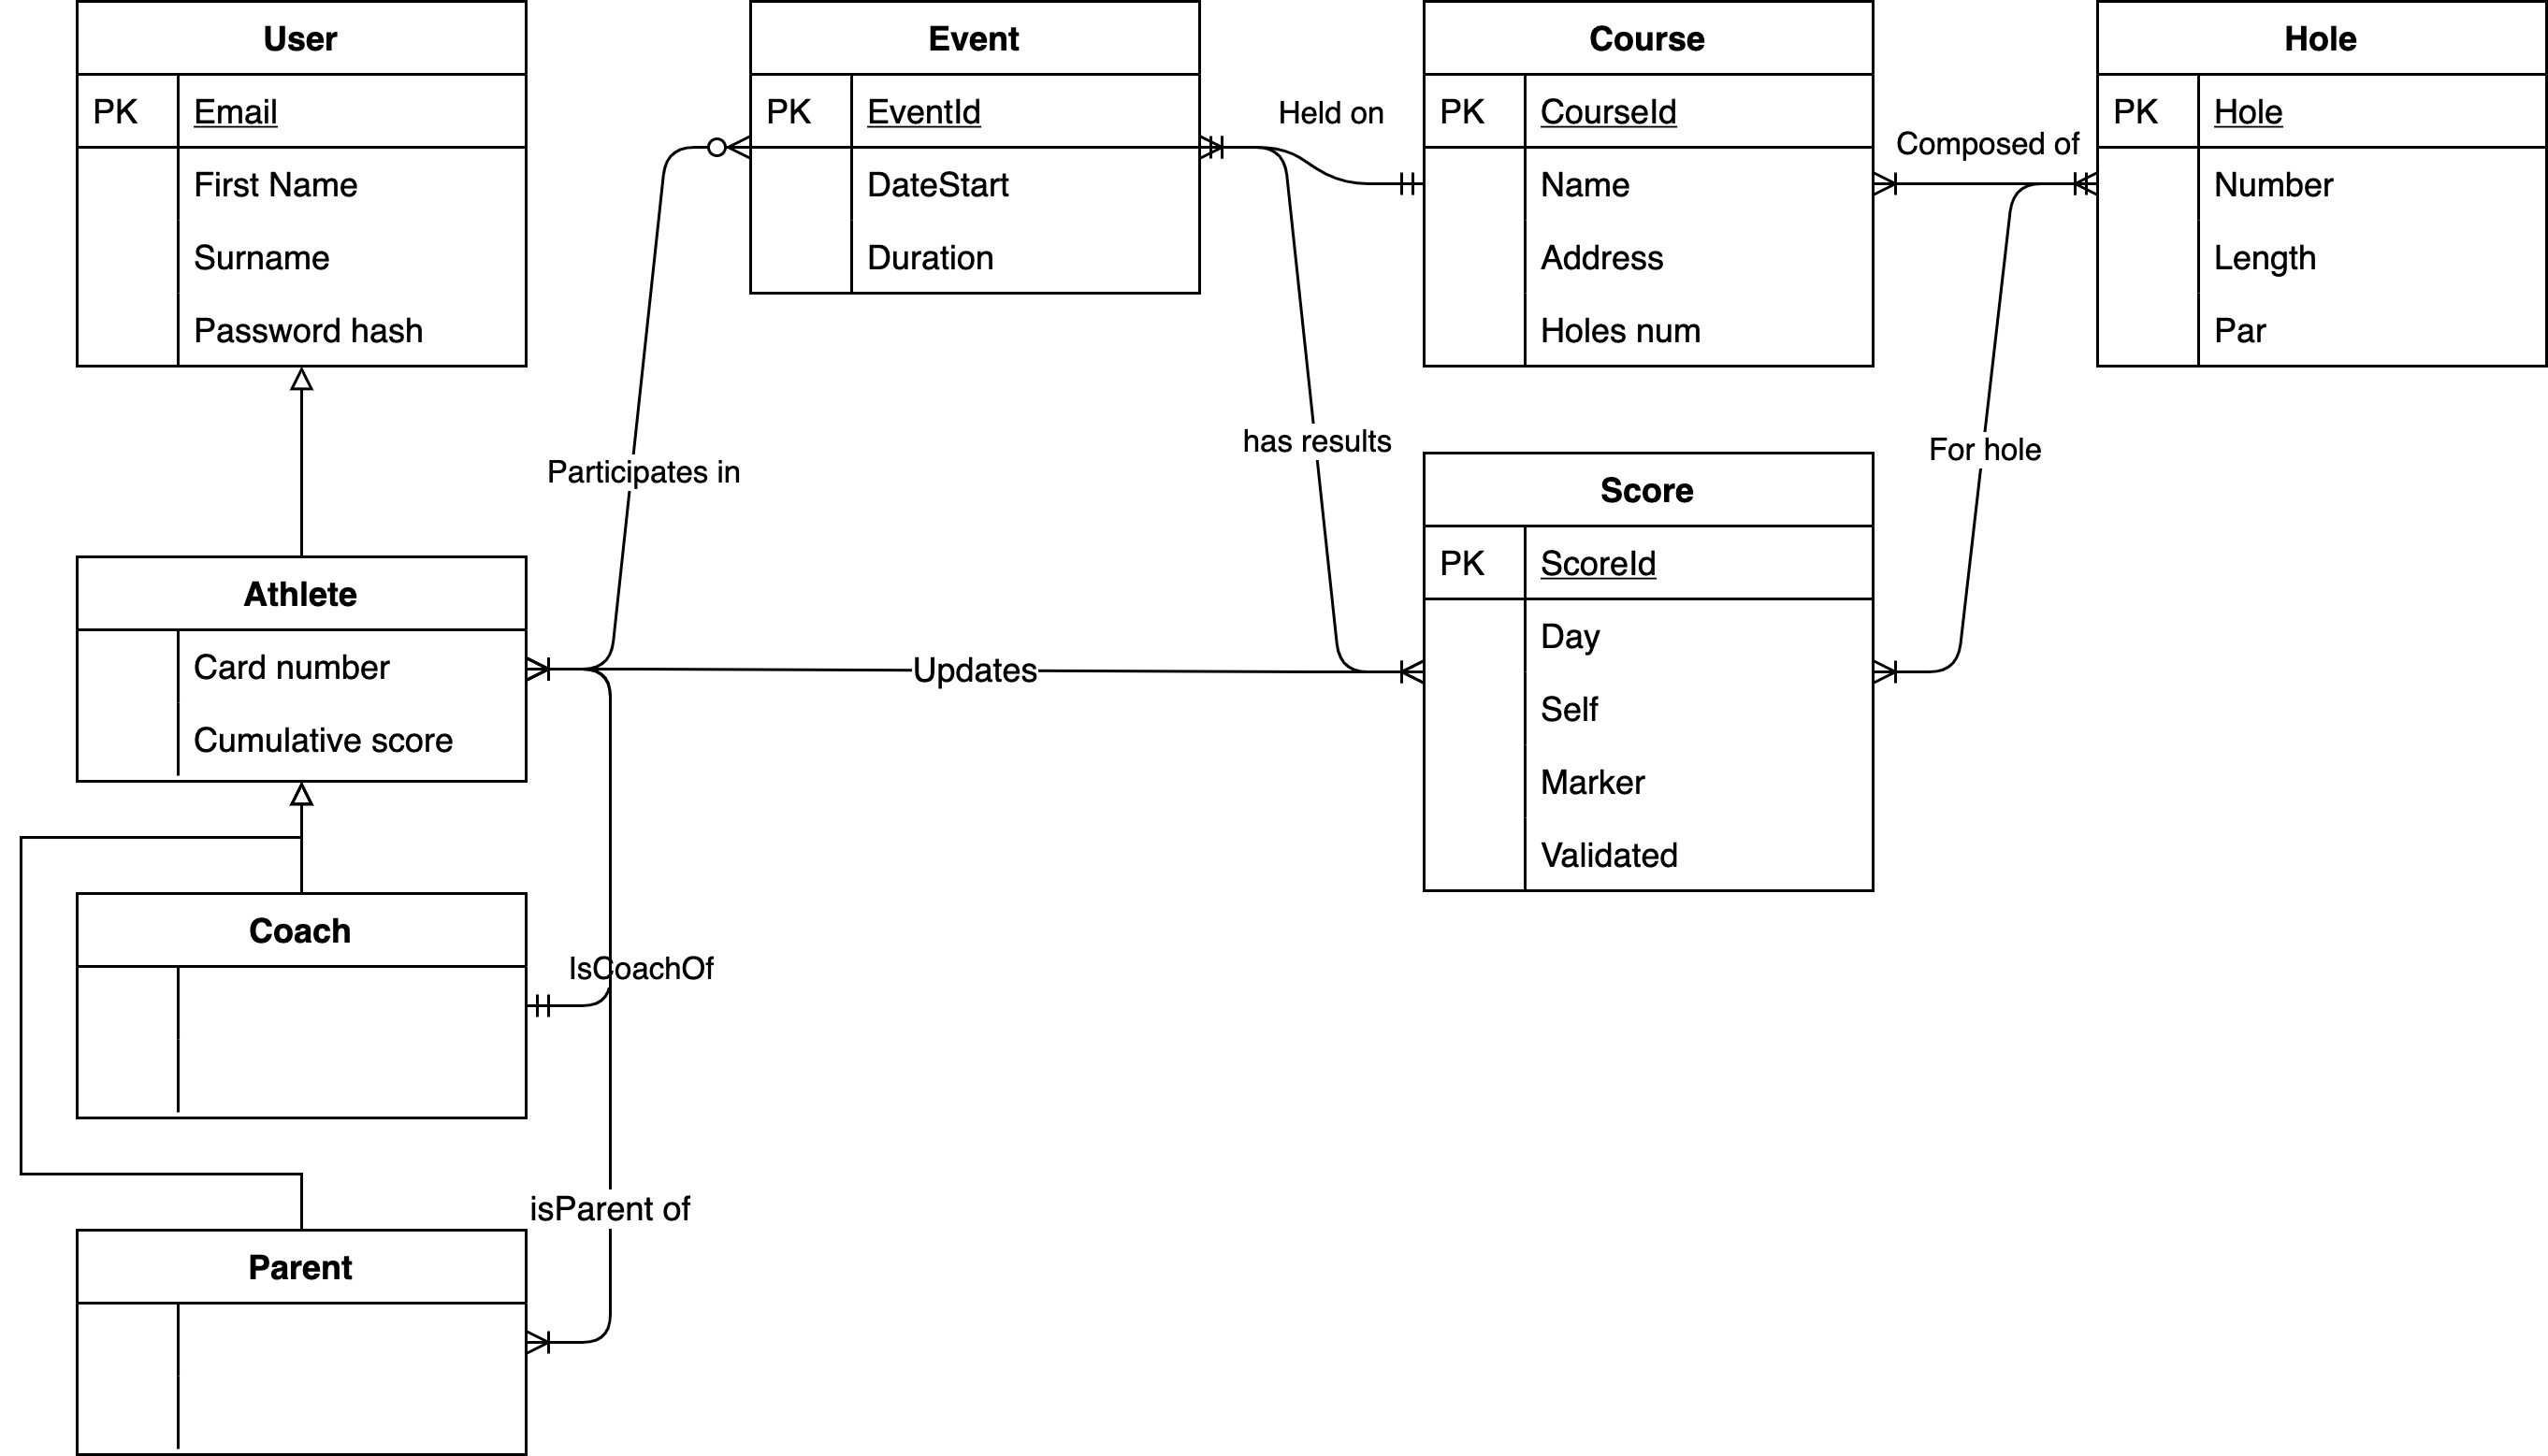 User
PK Email
First Name
Surname
Password hash
Event
PK EventId
DateStart
Duration
Held on
Course
PK CourseId
Name
Address
Holes num
Composed of
Hole
PK Hole
Number
Length
Par
Participates in
has results
For hole
Athlete
Card number
Cumulative score
Updates
Score
PK ScoreId
Day
Self
Marker
Validated
Coach
IsCoachOf
isParent of
Parent